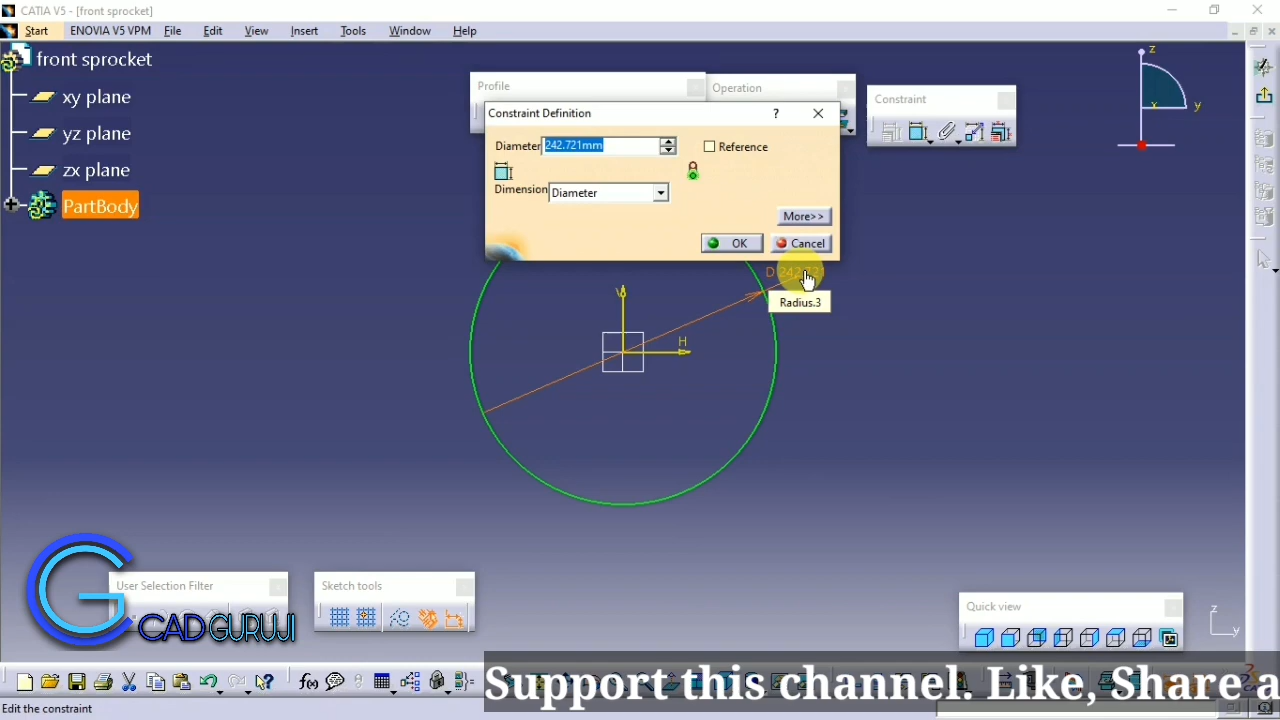 CATIA V5 - [front sprocket]
Start ENOVIA V5 VPM File Edit View Insert Tools Window Help
front sprocket
xy plane
yz plane
zx plane
PartBody
Profile
Operation
Constraint
Constraint Definition ?
Diameter 242.721mm Reference
Dimension Diameter
More>>
OK Cancel
Radius.3
V
H
z
x y
User Selection Filter
Sketch tools
Quick view
z
y
CAD GURUJI
Support this channel. Like, Share a
Edit the constraint